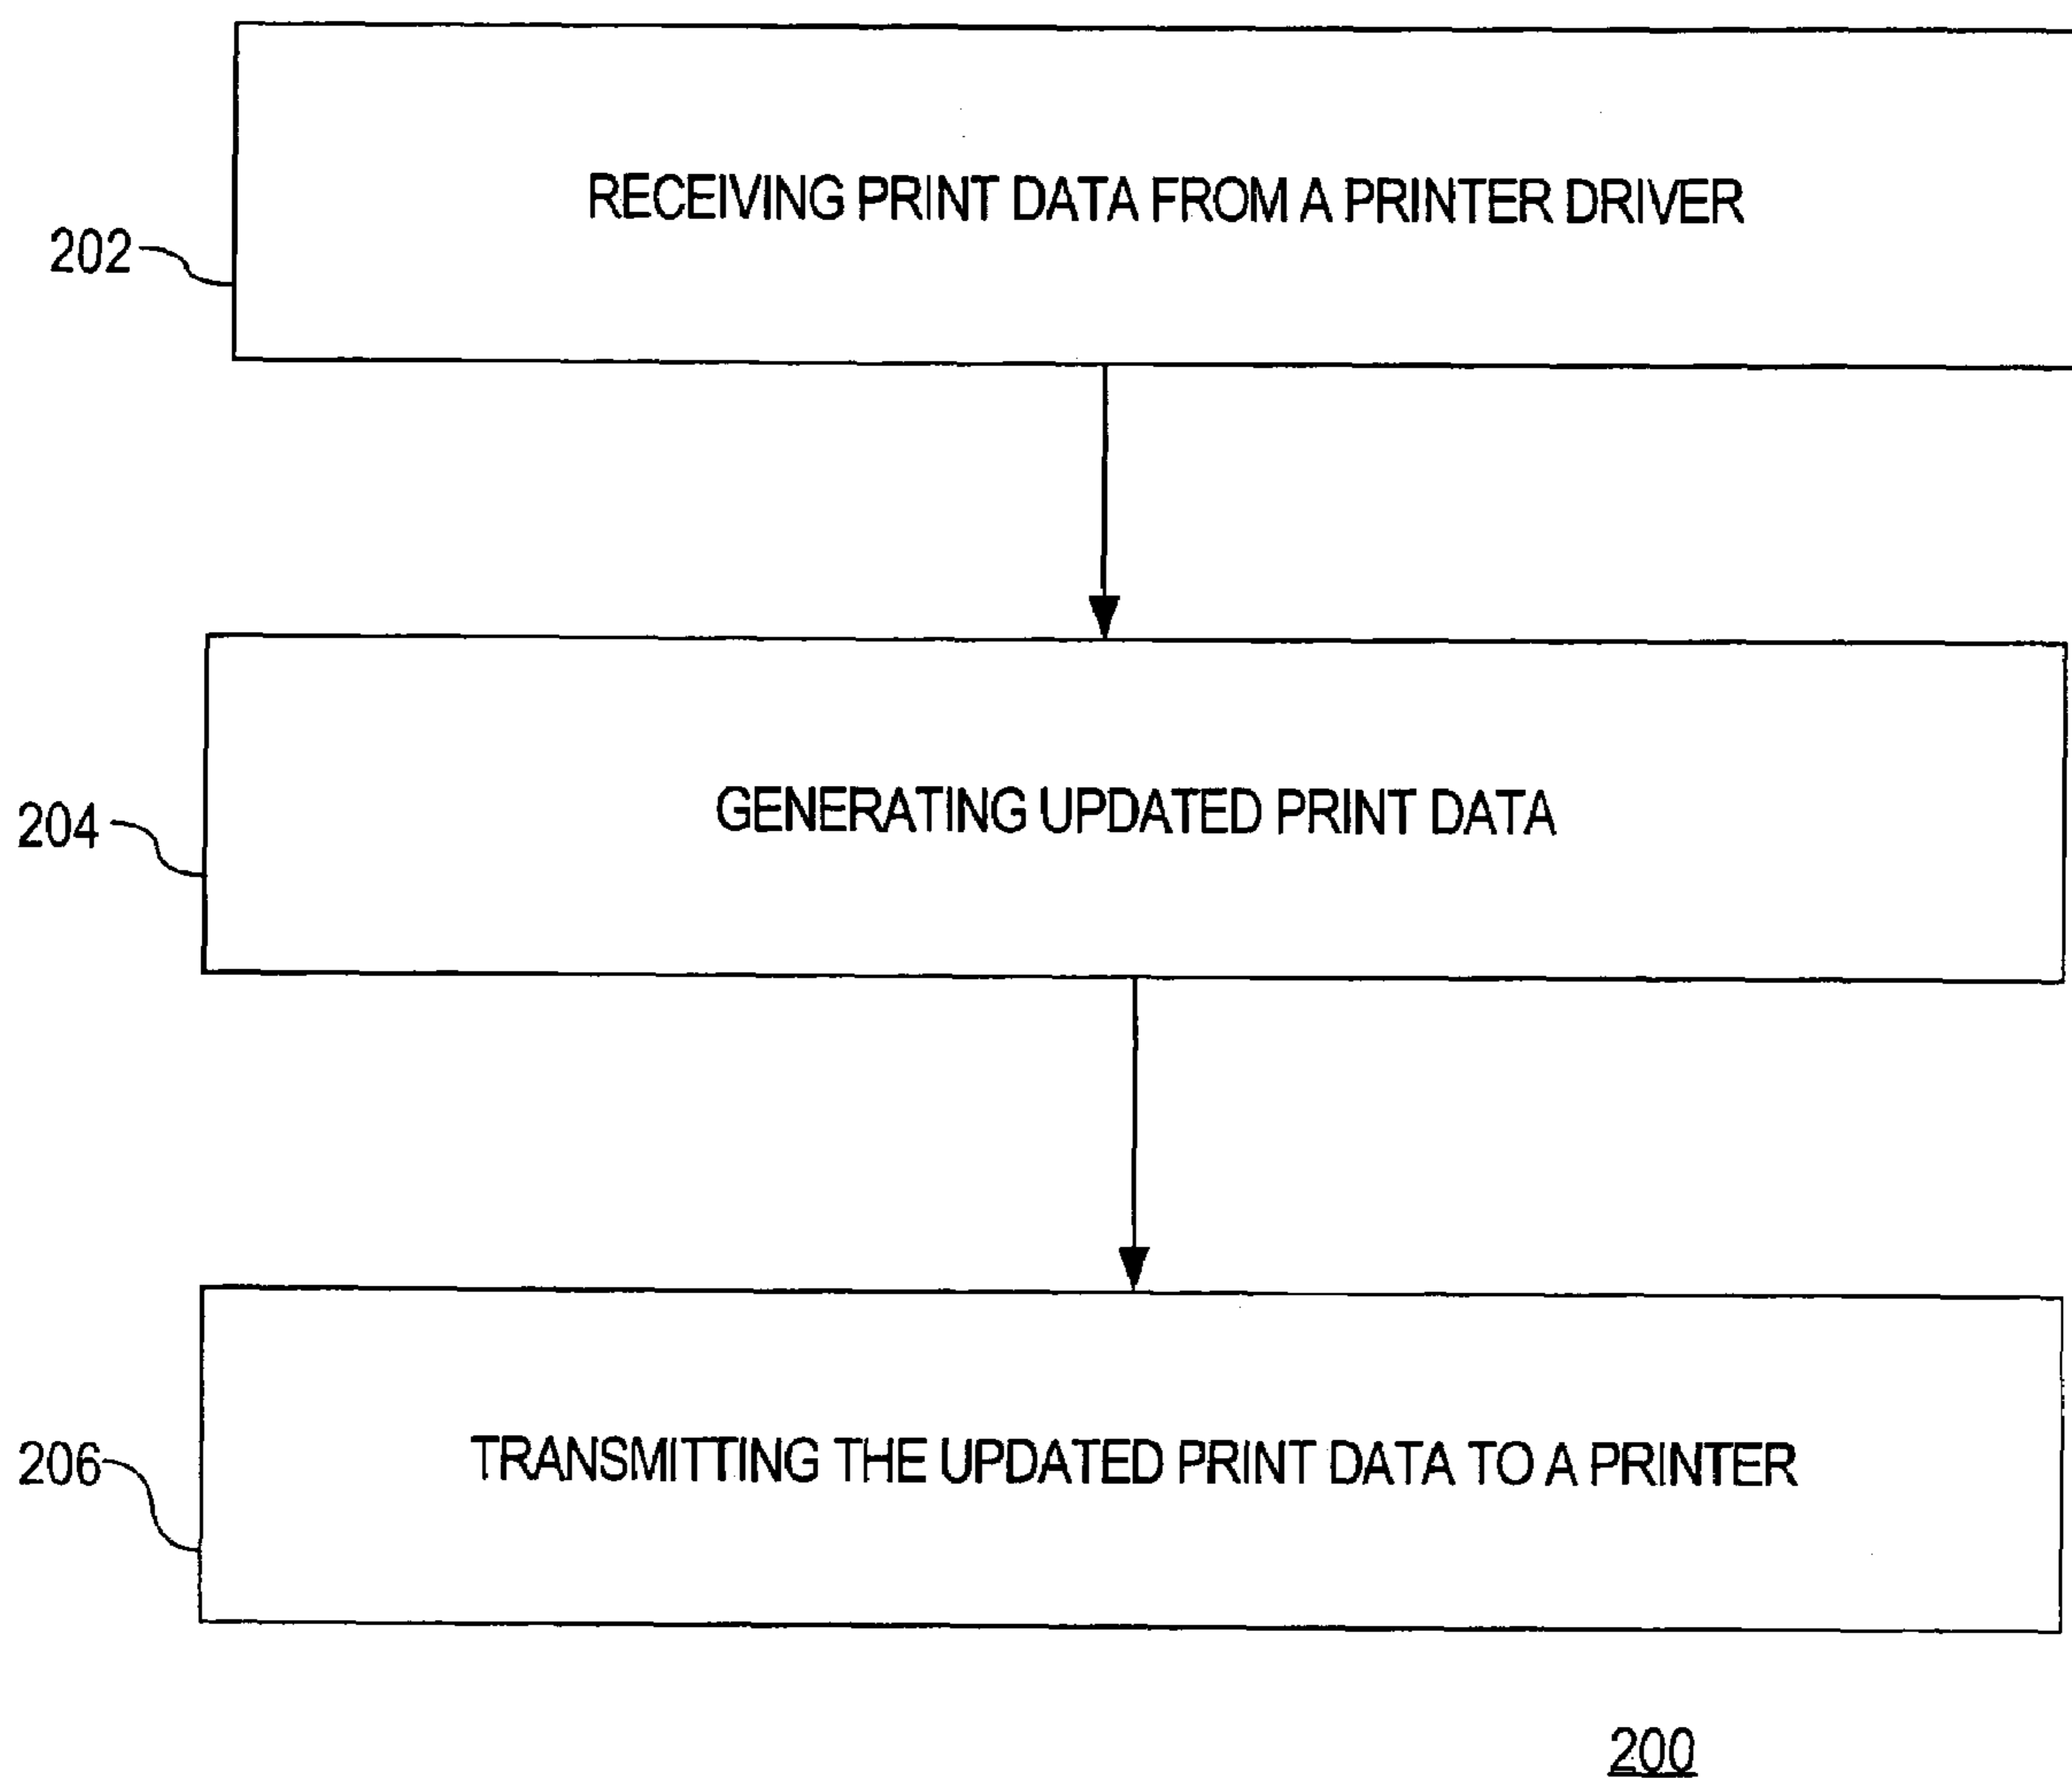 RECEIVING PRINT DATA FROM A PRINTER DRIVER
202
GENERATING UPDATED PRINT DATA
204
TRANSMITTING THE UPDATED PRINT DATA TO A PRINTER
206
200